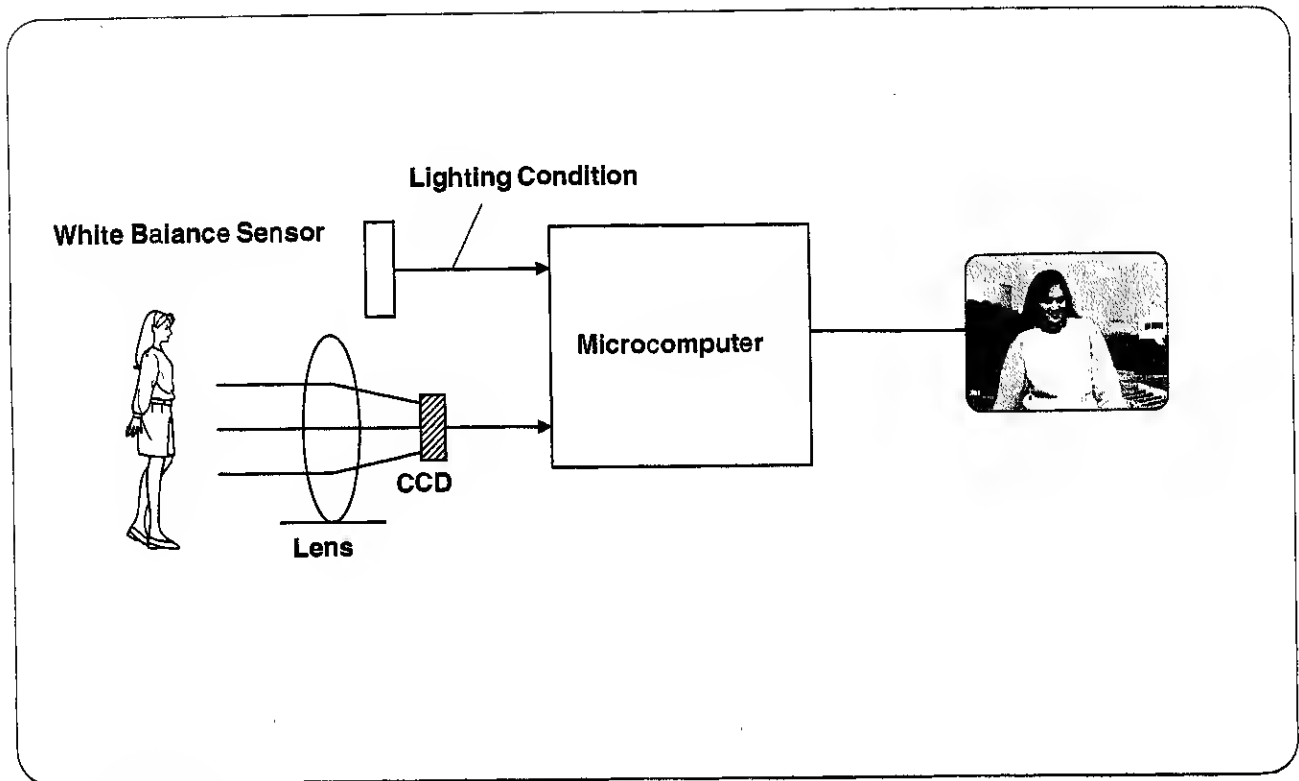 Lighting Condition
White Balance Sensor
Microcomputer
CCD
Lens